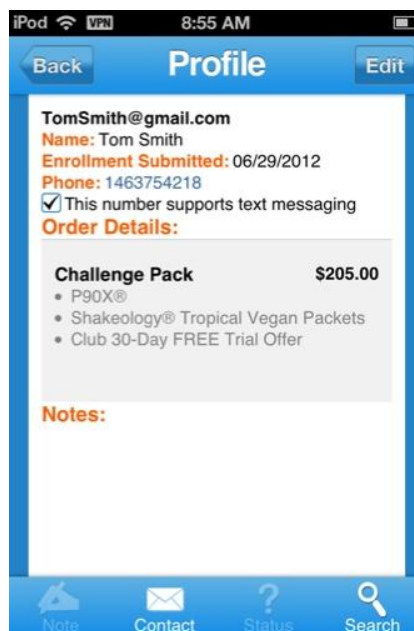 iPod VPN 8:55 AM
Back Profile Edit
TomSmith@gmail.com
Name: Tom Smith
Enrollment Submitted: 06/29/2012
Phone: 1463754218
This number supports text messaging
Order Details:
Challenge Pack $205.00
• P90X®
• Shakeology® Tropical Vegan Packets
• Club 30-Day FREE Trial Offer
Notes:
Note Contact Status Search